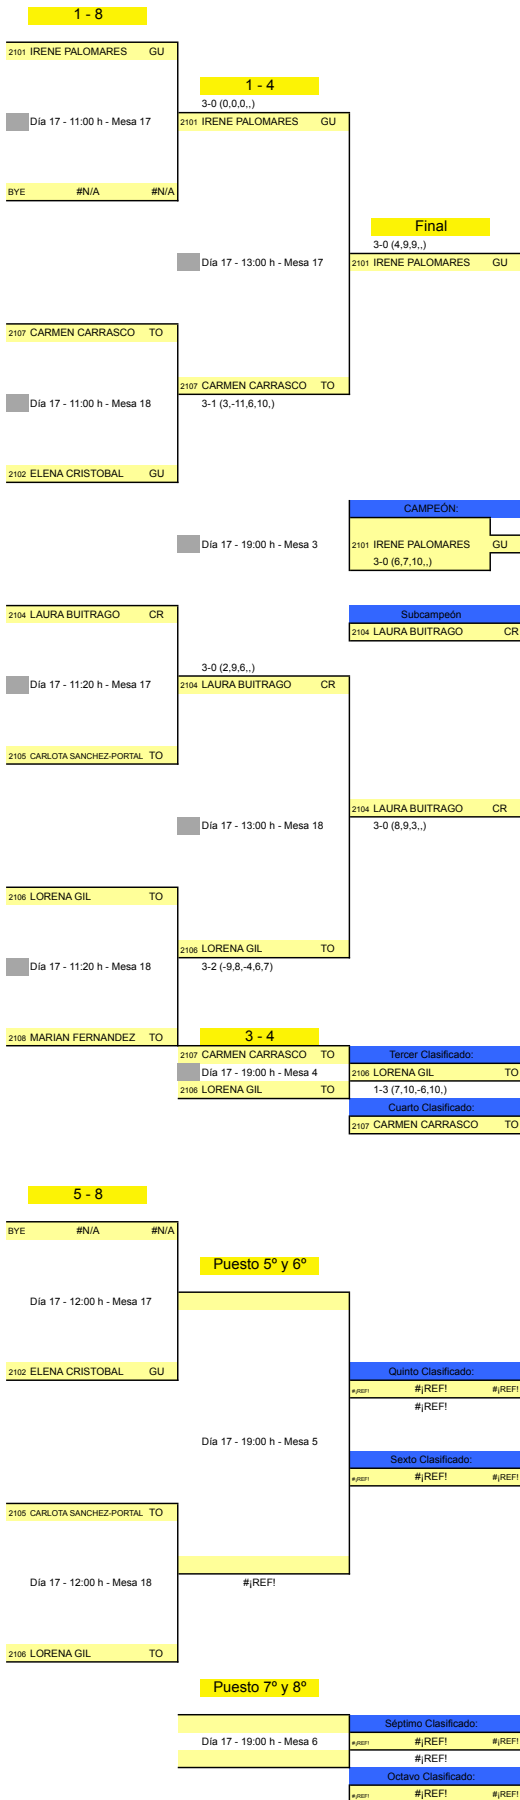 1 - 8
2101 IRENE PALOMARES GU
1 - 4
3-0 (0,0,0,,)
Día 17 - 11:00 h - Mesa 17
2101 IRENE PALOMARES GU
BYE #N/A #N/A
Final
3-0 (4,9,9,,)
Día 17 - 13:00 h - Mesa 17
2101 IRENE PALOMARES GU
2107 CARMEN CARRASCO TO
2107 CARMEN CARRASCO TO
Día 17 - 11:00 h - Mesa 18
3-1 (3,-11,6,10,)
2102 ELENA CRISTOBAL GU
CAMPEÓN:
Día 17 - 19:00 h - Mesa 3
2101 IRENE PALOMARES GU
3-0 (6,7,10,,)
2104 LAURA BUITRAGO CR
Subcampeón
2104 LAURA BUITRAGO CR
3-0 (2,9,6,,)
Día 17 - 11:20 h - Mesa 17
2104 LAURA BUITRAGO CR
2105 CARLOTA SANCHEZ-PORTAL TO
2104 LAURA BUITRAGO CR
Día 17 - 13:00 h - Mesa 18
3-0 (8,9,3,,)
2106 LORENA GIL TO
2106 LORENA GIL TO
Día 17 - 11:20 h - Mesa 18
3-2 (-9,8,-4,6,7)
2108 MARIAN FERNANDEZ TO
3 - 4
2107 CARMEN CARRASCO TO
Tercer Clasificado:
Día 17 - 19:00 h - Mesa 4
2106 LORENA GIL TO
2106 LORENA GIL TO
1-3 (7,10,-6,10,)
Cuarto Clasificado:
2107 CARMEN CARRASCO TO
5 - 8
BYE #N/A #N/A
Puesto 5º y 6º
Día 17 - 12:00 h - Mesa 17
2102 ELENA CRISTOBAL GU
Quinto Clasificado:
#¡REF! #¡REF! #¡REF!
#¡REF!
Día 17 - 19:00 h - Mesa 5
Sexto Clasificado:
#¡REF! #¡REF! #¡REF!
2105 CARLOTA SANCHEZ-PORTAL TO
Día 17 - 12:00 h - Mesa 18
#¡REF!
2106 LORENA GIL TO
Puesto 7º y 8º
Séptimo Clasificado:
Día 17 - 19:00 h - Mesa 6
#¡REF! #¡REF! #¡REF!
#¡REF!
Octavo Clasificado:
#¡REF! #¡REF! #¡REF!